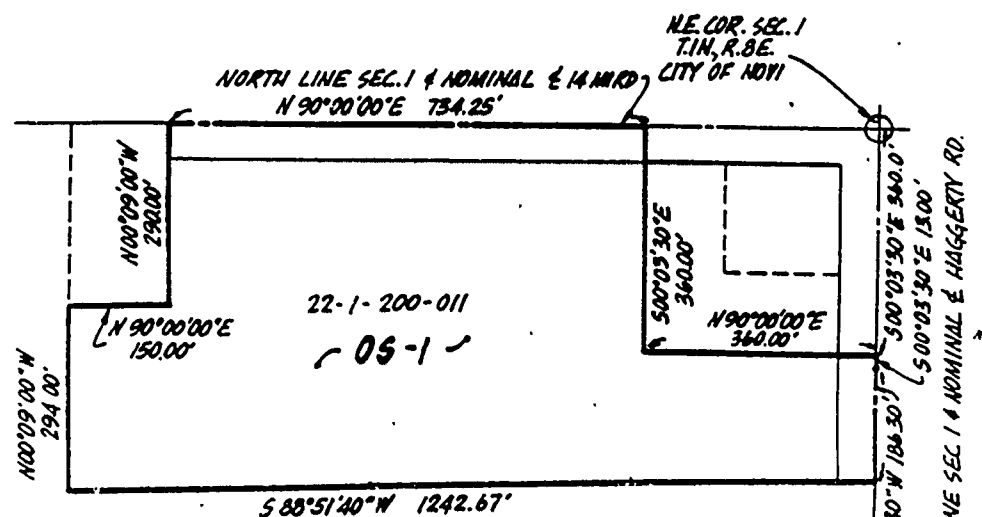 N.E. COR. SEC. 1
T.1N., R.8E.
CITY OF NOVI
NORTH LINE SEC. 1 & NOMINAL ℄ 14 MI RD
N 90°00'00"E 734.25'
N00°09'00"W
290.00'
N 90°00'00"E
150.00'
22-1-200-011
OS-1
S00°03'30"E
360.00'
N90°00'00"E
360.00'
S00°03'30"E 360.0'
S00°03'30"E 13.00'
NE SEC 1 & NOMINAL ℄ HAGGERTY RD.
40"W 186.30'
N00°09'00"W
294.00'
S 88°51'40"W 1242.67'